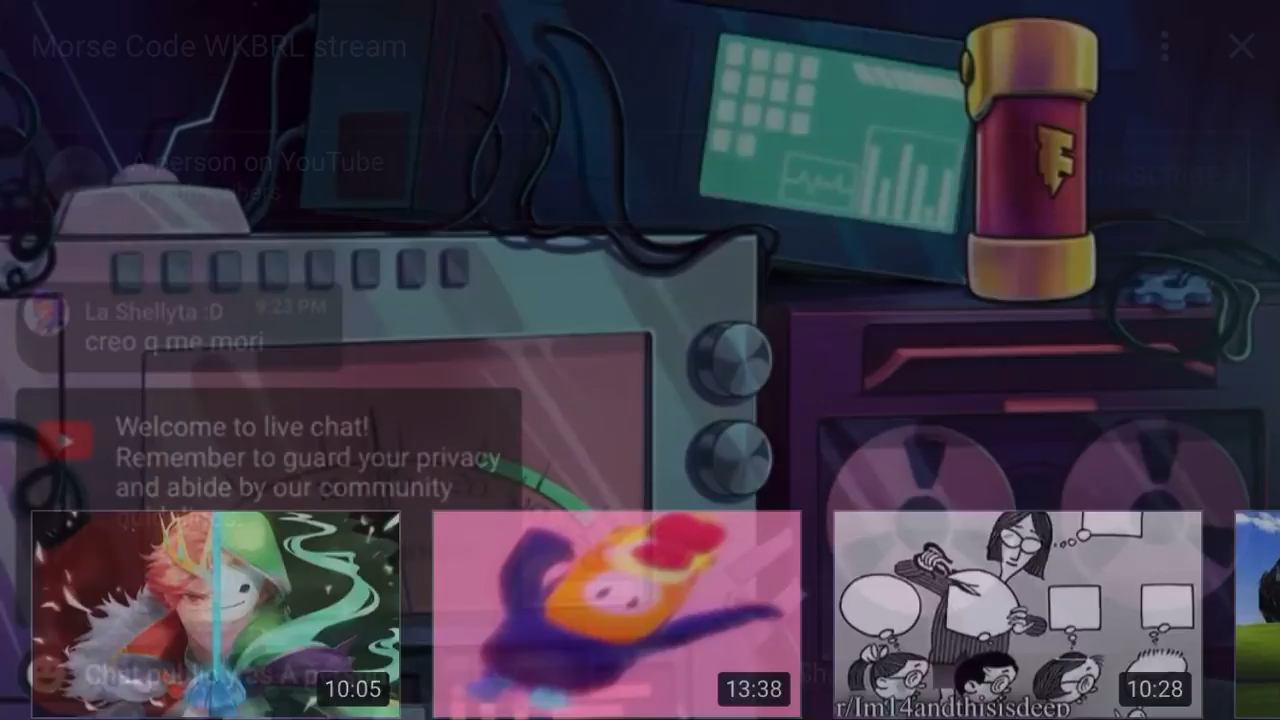 Morse Code WKBRL stream
A person on YouTube
La Shellyta :D 9:23 PM
creo q me mori
Welcome to live chat!
Remember to guard your privacy
and abide by our community
guidelines.
10:05
13:38
10:28
r/Im14andthisisdeep